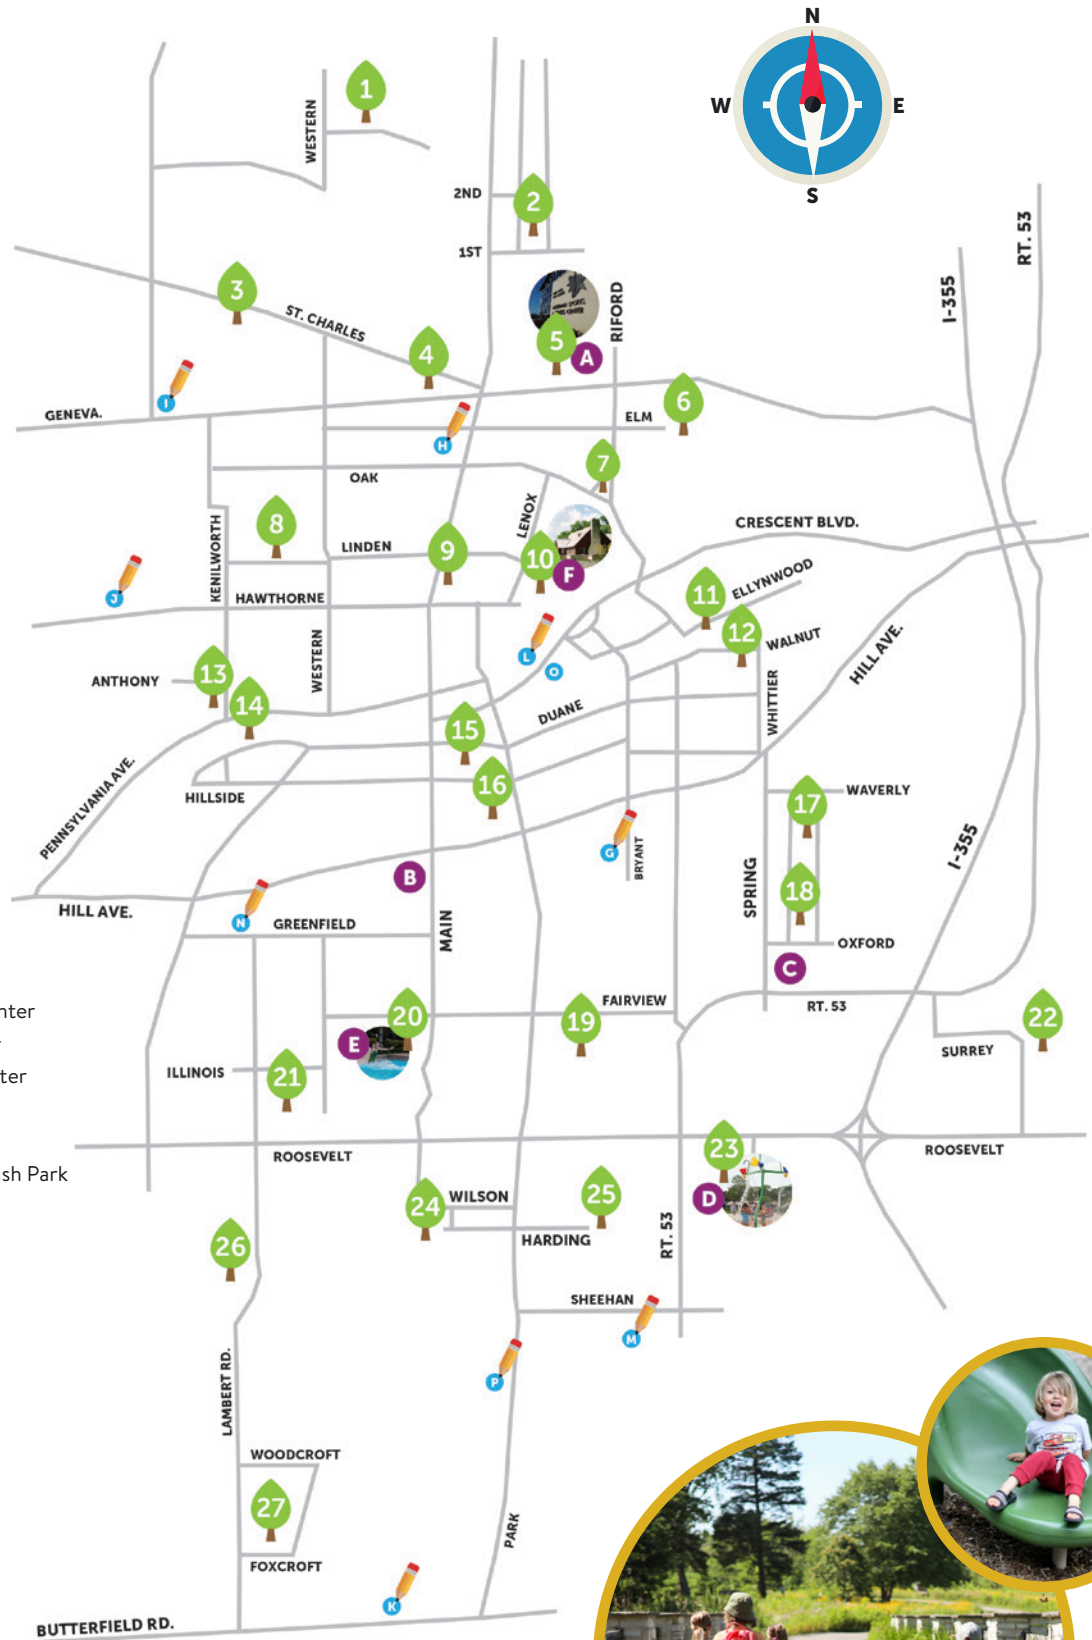 N
1
W
E
WESTERN
S
2ND
2
RT. 53
1ST
I-355
3
RIFORD
ST. CHARLES
5
A
4
I
GENEVA.
6
ELM
H
7
OAK
LENOX
8
CRESCENT BLVD.
KENILWORTH
LINDEN
9
10
F
ELLYNWOOD
J
HAWTHORNE
11
12
WALNUT
HILL AVE.
WESTERN
L
O
ANTHONY
13
14
WHITTIER
DUANE
15
16
HILLSIDE
PENNSYLVANIA AVE.
WAVERLY
17
I-355
G
BRYANT
B
SPRING
18
HILL AVE.
N
GREENFIELD
MAIN
OXFORD
C
nter
FAIRVIEW
RT. 53
20
19
22
E
SURREY
ter
ILLINOIS
21
ROOSEVELT
23
ROOSEVELT
sh Park
24
WILSON
25
D
HARDING
RT. 53
26
SHEEHAN
M
P
LAMBERT RD.
WOODCROFT
27
PARK
FOXCROFT
K
BUTTERFIELD RD.